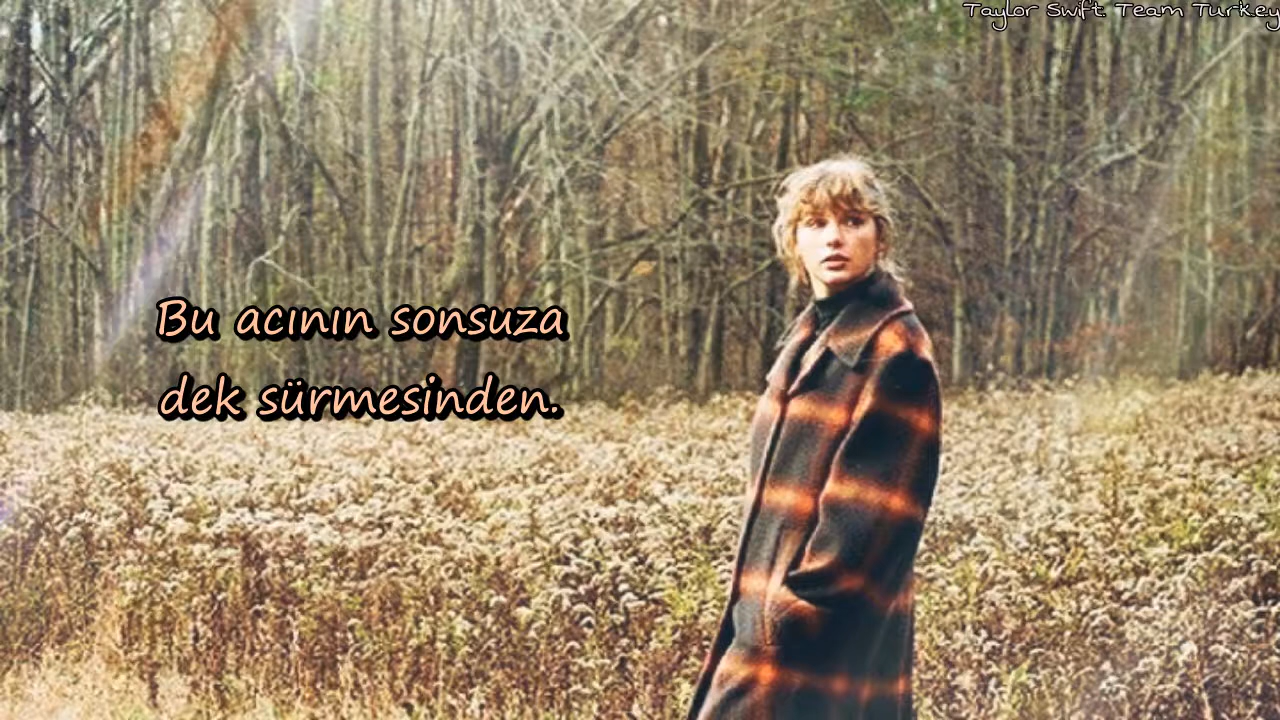 Taylor Swift. Team Turkey
Bu acının sonsuza
dek sürmesinden.